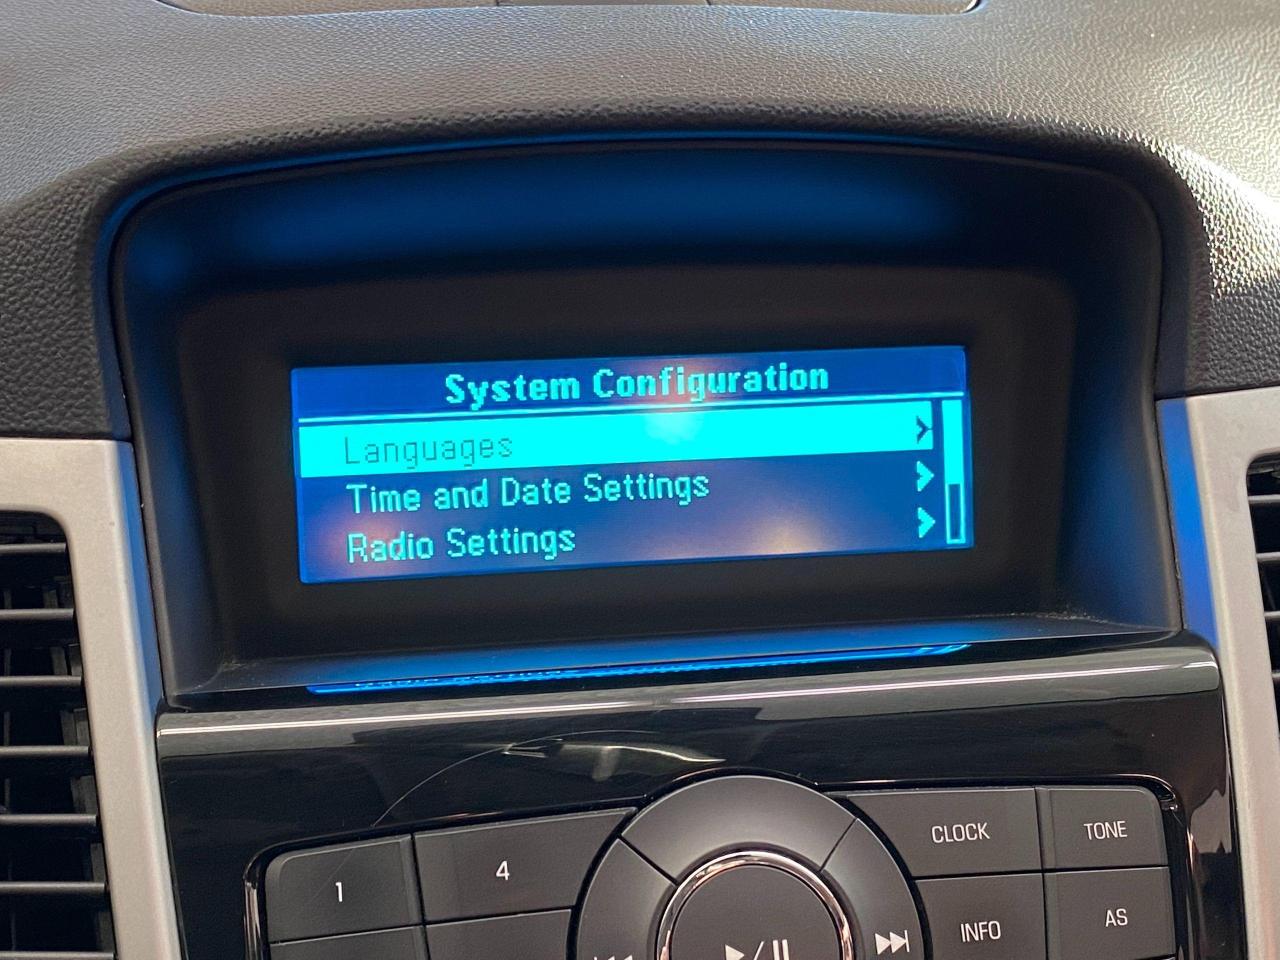 System Configuration
Languages
Time and Date Settings
Radio Settings
1
4
CLOCK
TONE
INFO
AS